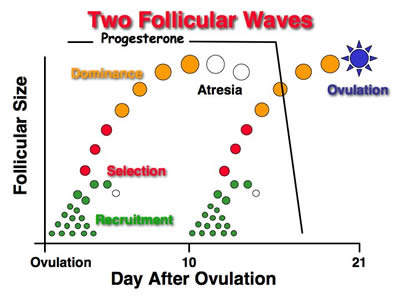 Two Follicular Waves
Progesterone
Dominance
Atresia
Ovulation
Selection
Recruitment
Follicular Size
Ovulation 10 21
Day After Ovulation